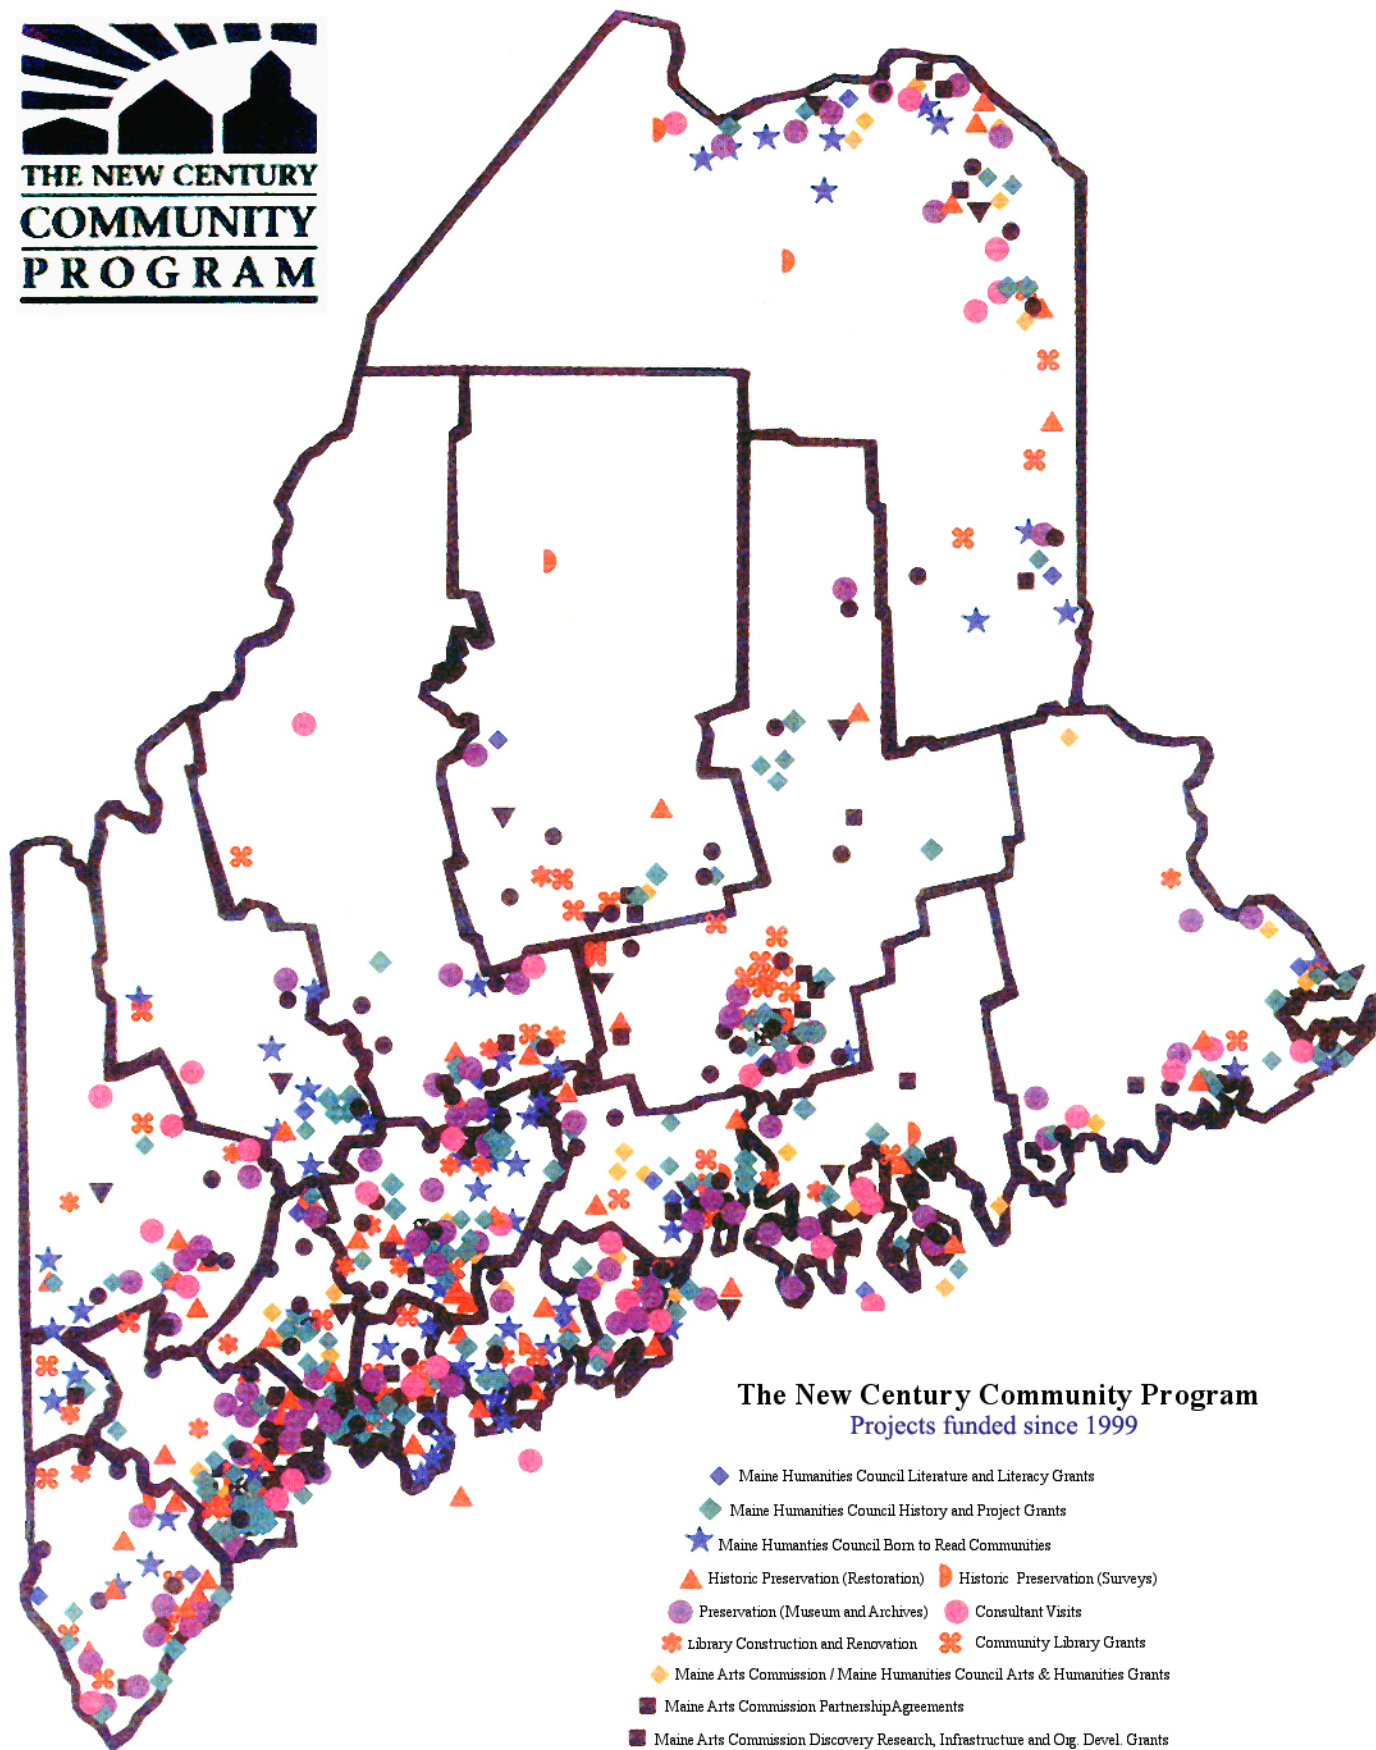 THE NEW CENTURY
COMMUNITY
PROGRAM
The New Century Community Program
Projects funded since 1999
Maine Humanities Council Literature and Literacy Grants
Maine Humanities Council History and Project Grants
Maine Humanties Council Born to Read Communities
Historic Preservation (Restoration) Historic Preservation (Surveys)
Preservation (Museum and Archives) Consultant Visits
Library Construction and Renovation Community Library Grants
Maine Arts Commission / Maine Humanities Council Arts & Humanities Grants
Maine Arts Commission PartnershipAgreements
Maine Arts Commission Discovery Research, Infrastructure and Org. Devel. Grants